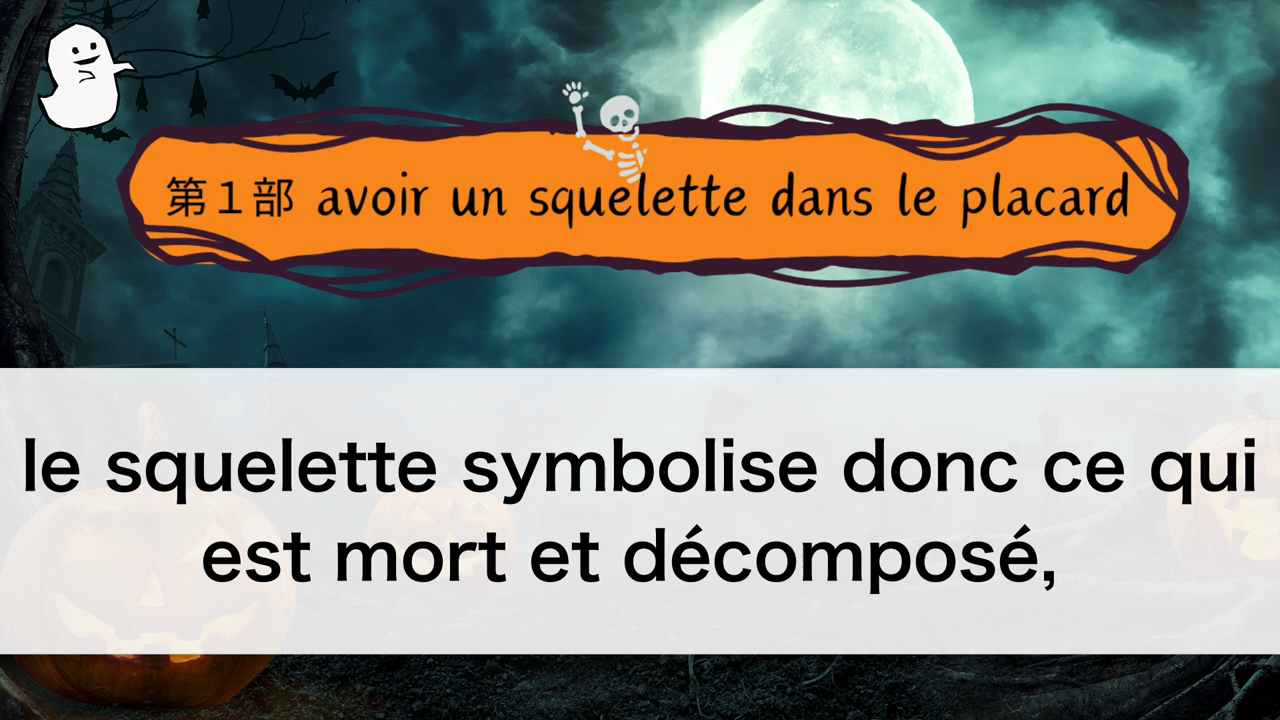 第１部 avoir un squelette dans le placard
le squelette symbolise donc ce qui
est mort et décomposé,